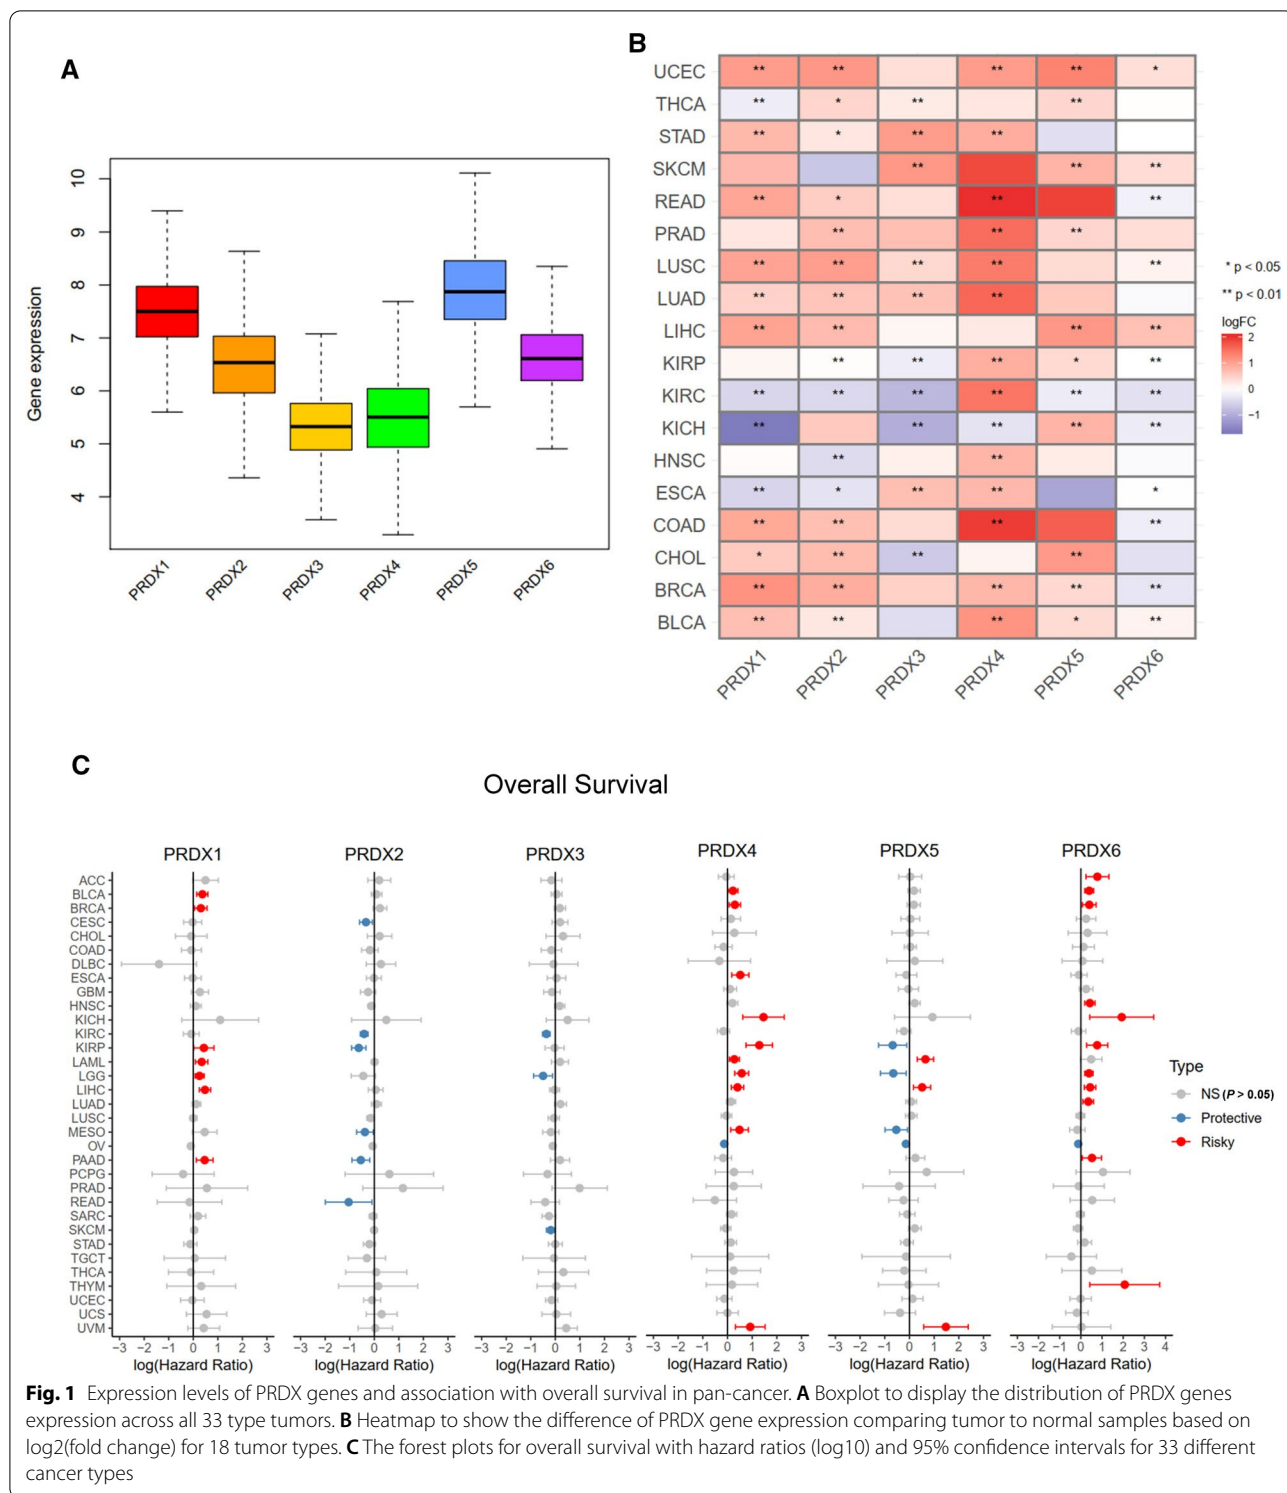 A
Gene expression
10
9
8
7
6
5
4
PRDX1 PRDX2 PRDX3 PRDX4 PRDX5 PRDX6
B
UCEC ** ** ** ** *
THCA ** * ** **
STAD ** * ** **
SKCM ** ** **
READ ** * ** **
PRAD ** ** **
LUSC ** ** ** ** **
LUAD ** ** ** **
LIHC ** ** ** **
KIRP ** ** ** * **
KIRC ** ** ** ** ** **
KICH ** ** ** ** **
HNSC ** **
ESCA ** * ** ** *
COAD ** ** ** **
CHOL * ** ** **
BRCA ** ** ** ** **
BLCA ** ** ** * **
PRDX1 PRDX2 PRDX3 PRDX4 PRDX5 PRDX6
* p < 0.05
** p < 0.01
logFC
2
1
0
−1
C
Overall Survival
PRDX1 PRDX2 PRDX3 PRDX4 PRDX5 PRDX6
ACC
BLCA
BRCA
CESC
CHOL
COAD
DLBC
ESCA
GBM
HNSC
KICH
KIRC
KIRP
LAML
LGG
LIHC
LUAD
LUSC
MESO
OV
PAAD
PCPG
PRAD
READ
SARC
SKCM
STAD
TGCT
THCA
THYM
UCEC
UCS
UVM
Type
NS (P > 0.05)
Protective
Risky
−3 −2 −1 0 1 2 3 −3 −2 −1 0 1 2 3 −3 −2 −1 0 1 2 3 −3 −2 −1 0 1 2 3 −3 −2 −1 0 1 2 3 −3 −2 −1 0 1 2 3 4
log(Hazard Ratio) log(Hazard Ratio) log(Hazard Ratio) log(Hazard Ratio) log(Hazard Ratio) log(Hazard Ratio)
Fig. 1 Expression levels of PRDX genes and association with overall survival in pan-cancer. A Boxplot to display the distribution of PRDX genes
expression across all 33 type tumors. B Heatmap to show the difference of PRDX gene expression comparing tumor to normal samples based on
log2(fold change) for 18 tumor types. C The forest plots for overall survival with hazard ratios (log10) and 95% confidence intervals for 33 different
cancer types